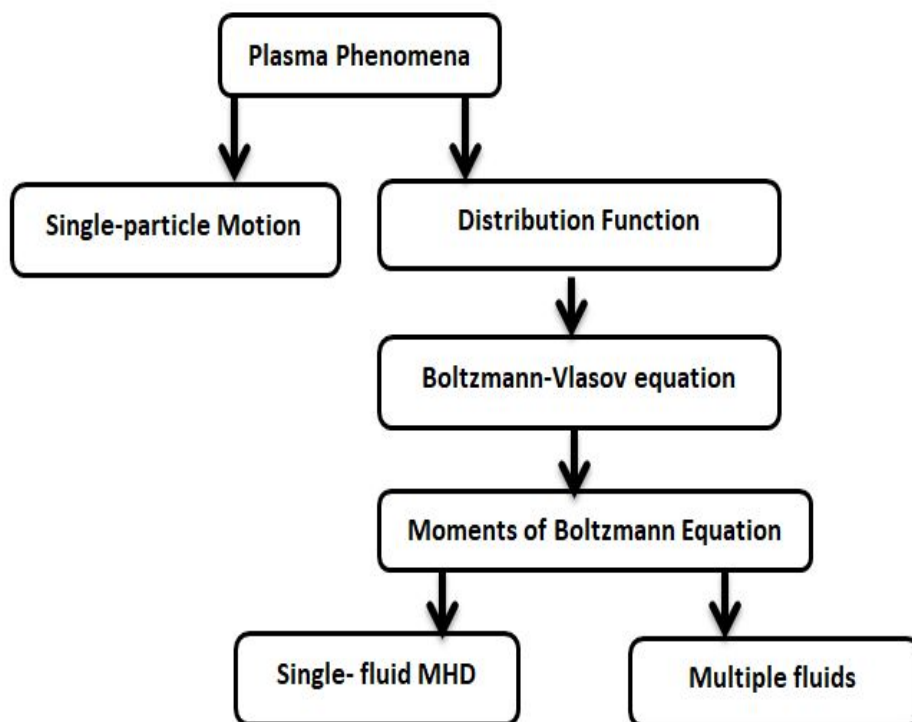 Plasma Phenomena
Single-particle Motion
Distribution Function
Boltzmann-Vlasov equation
Moments of Boltzmann Equation
Single- fluid MHD
Multiple fluids